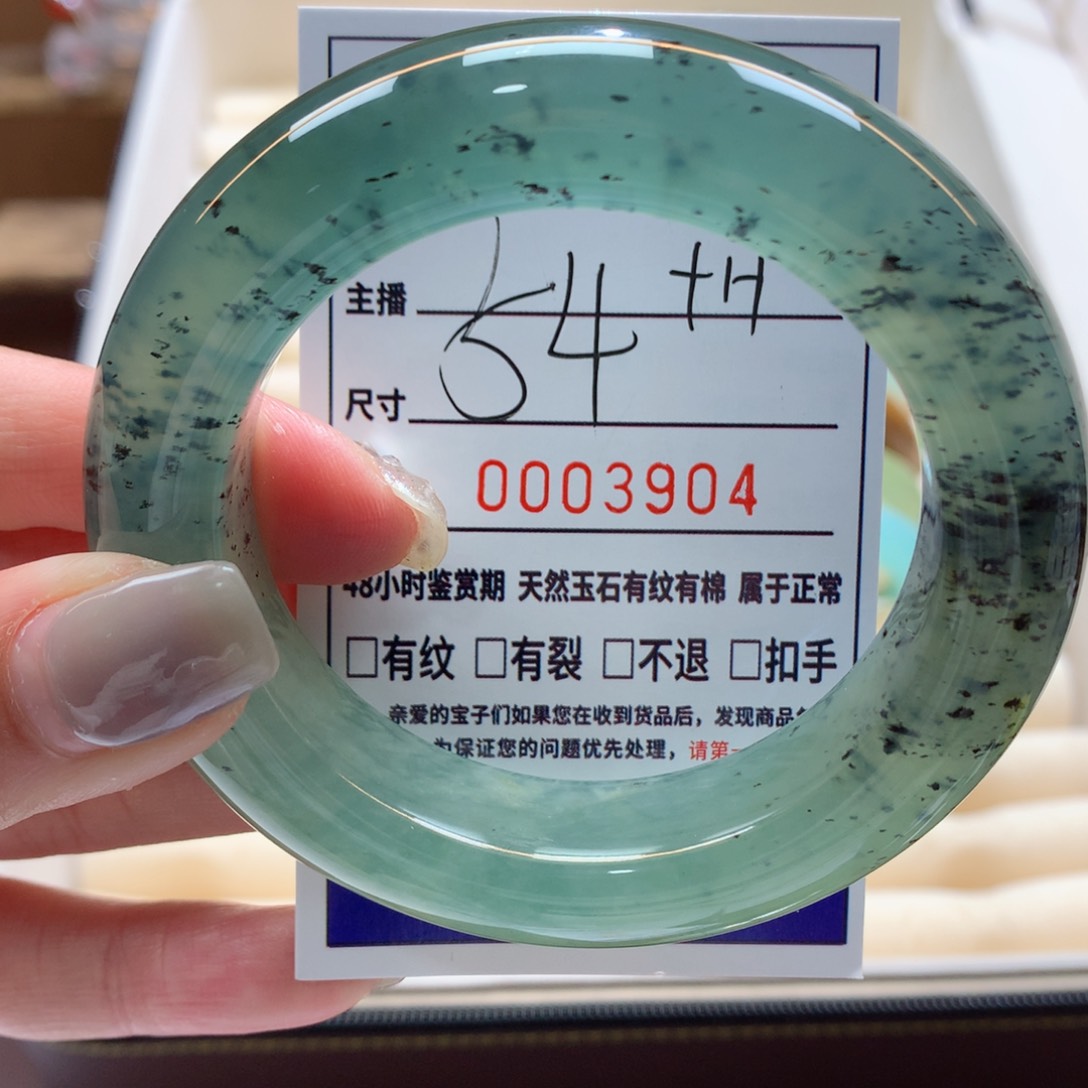 主播
54 +H
尺寸
0003904
48小时鉴赏期 天然玉石有纹有棉 属于正常
□有纹 □有裂 □不退 □扣手
亲爱的宝子们如果您在收到货品后，发现商品
为保证您的问题优先处理，请第一